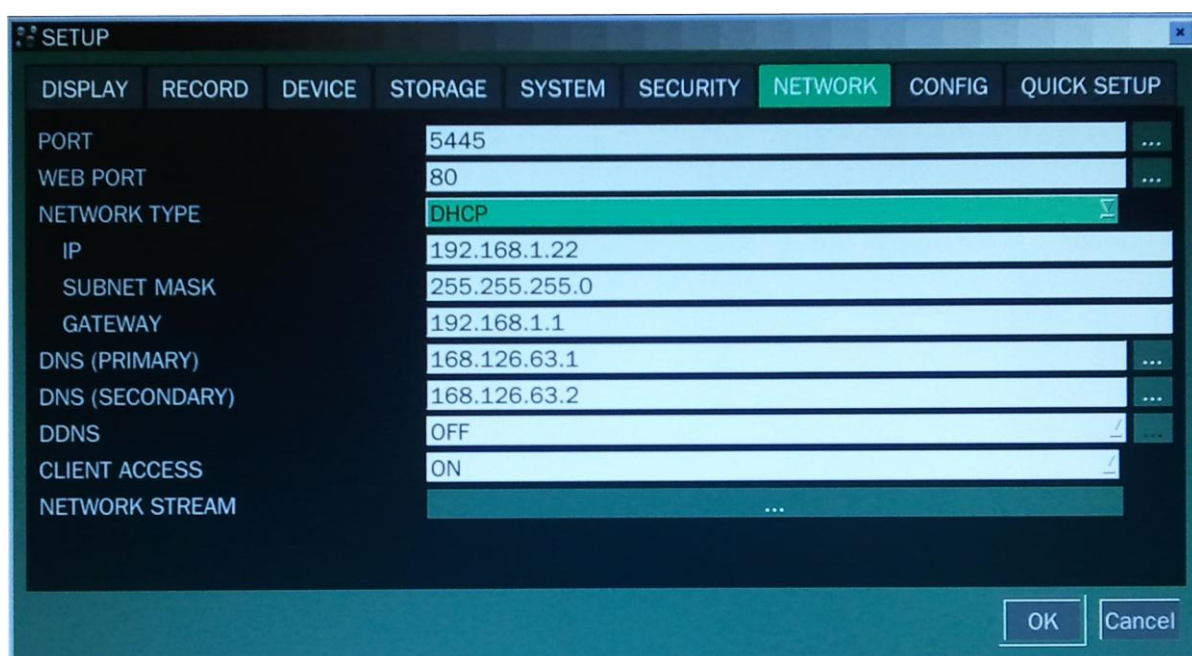 SETUP
DISPLAY RECORD DEVICE STORAGE SYSTEM SECURITY NETWORK CONFIG QUICK SETUP
PORT 5445 ...
WEB PORT 80 ...
NETWORK TYPE DHCP
IP 192.168.1.22
SUBNET MASK 255.255.255.0
GATEWAY 192.168.1.1
DNS (PRIMARY) 168.126.63.1 ...
DNS (SECONDARY) 168.126.63.2 ...
DDNS OFF ...
CLIENT ACCESS ON
NETWORK STREAM ...
OK Cancel